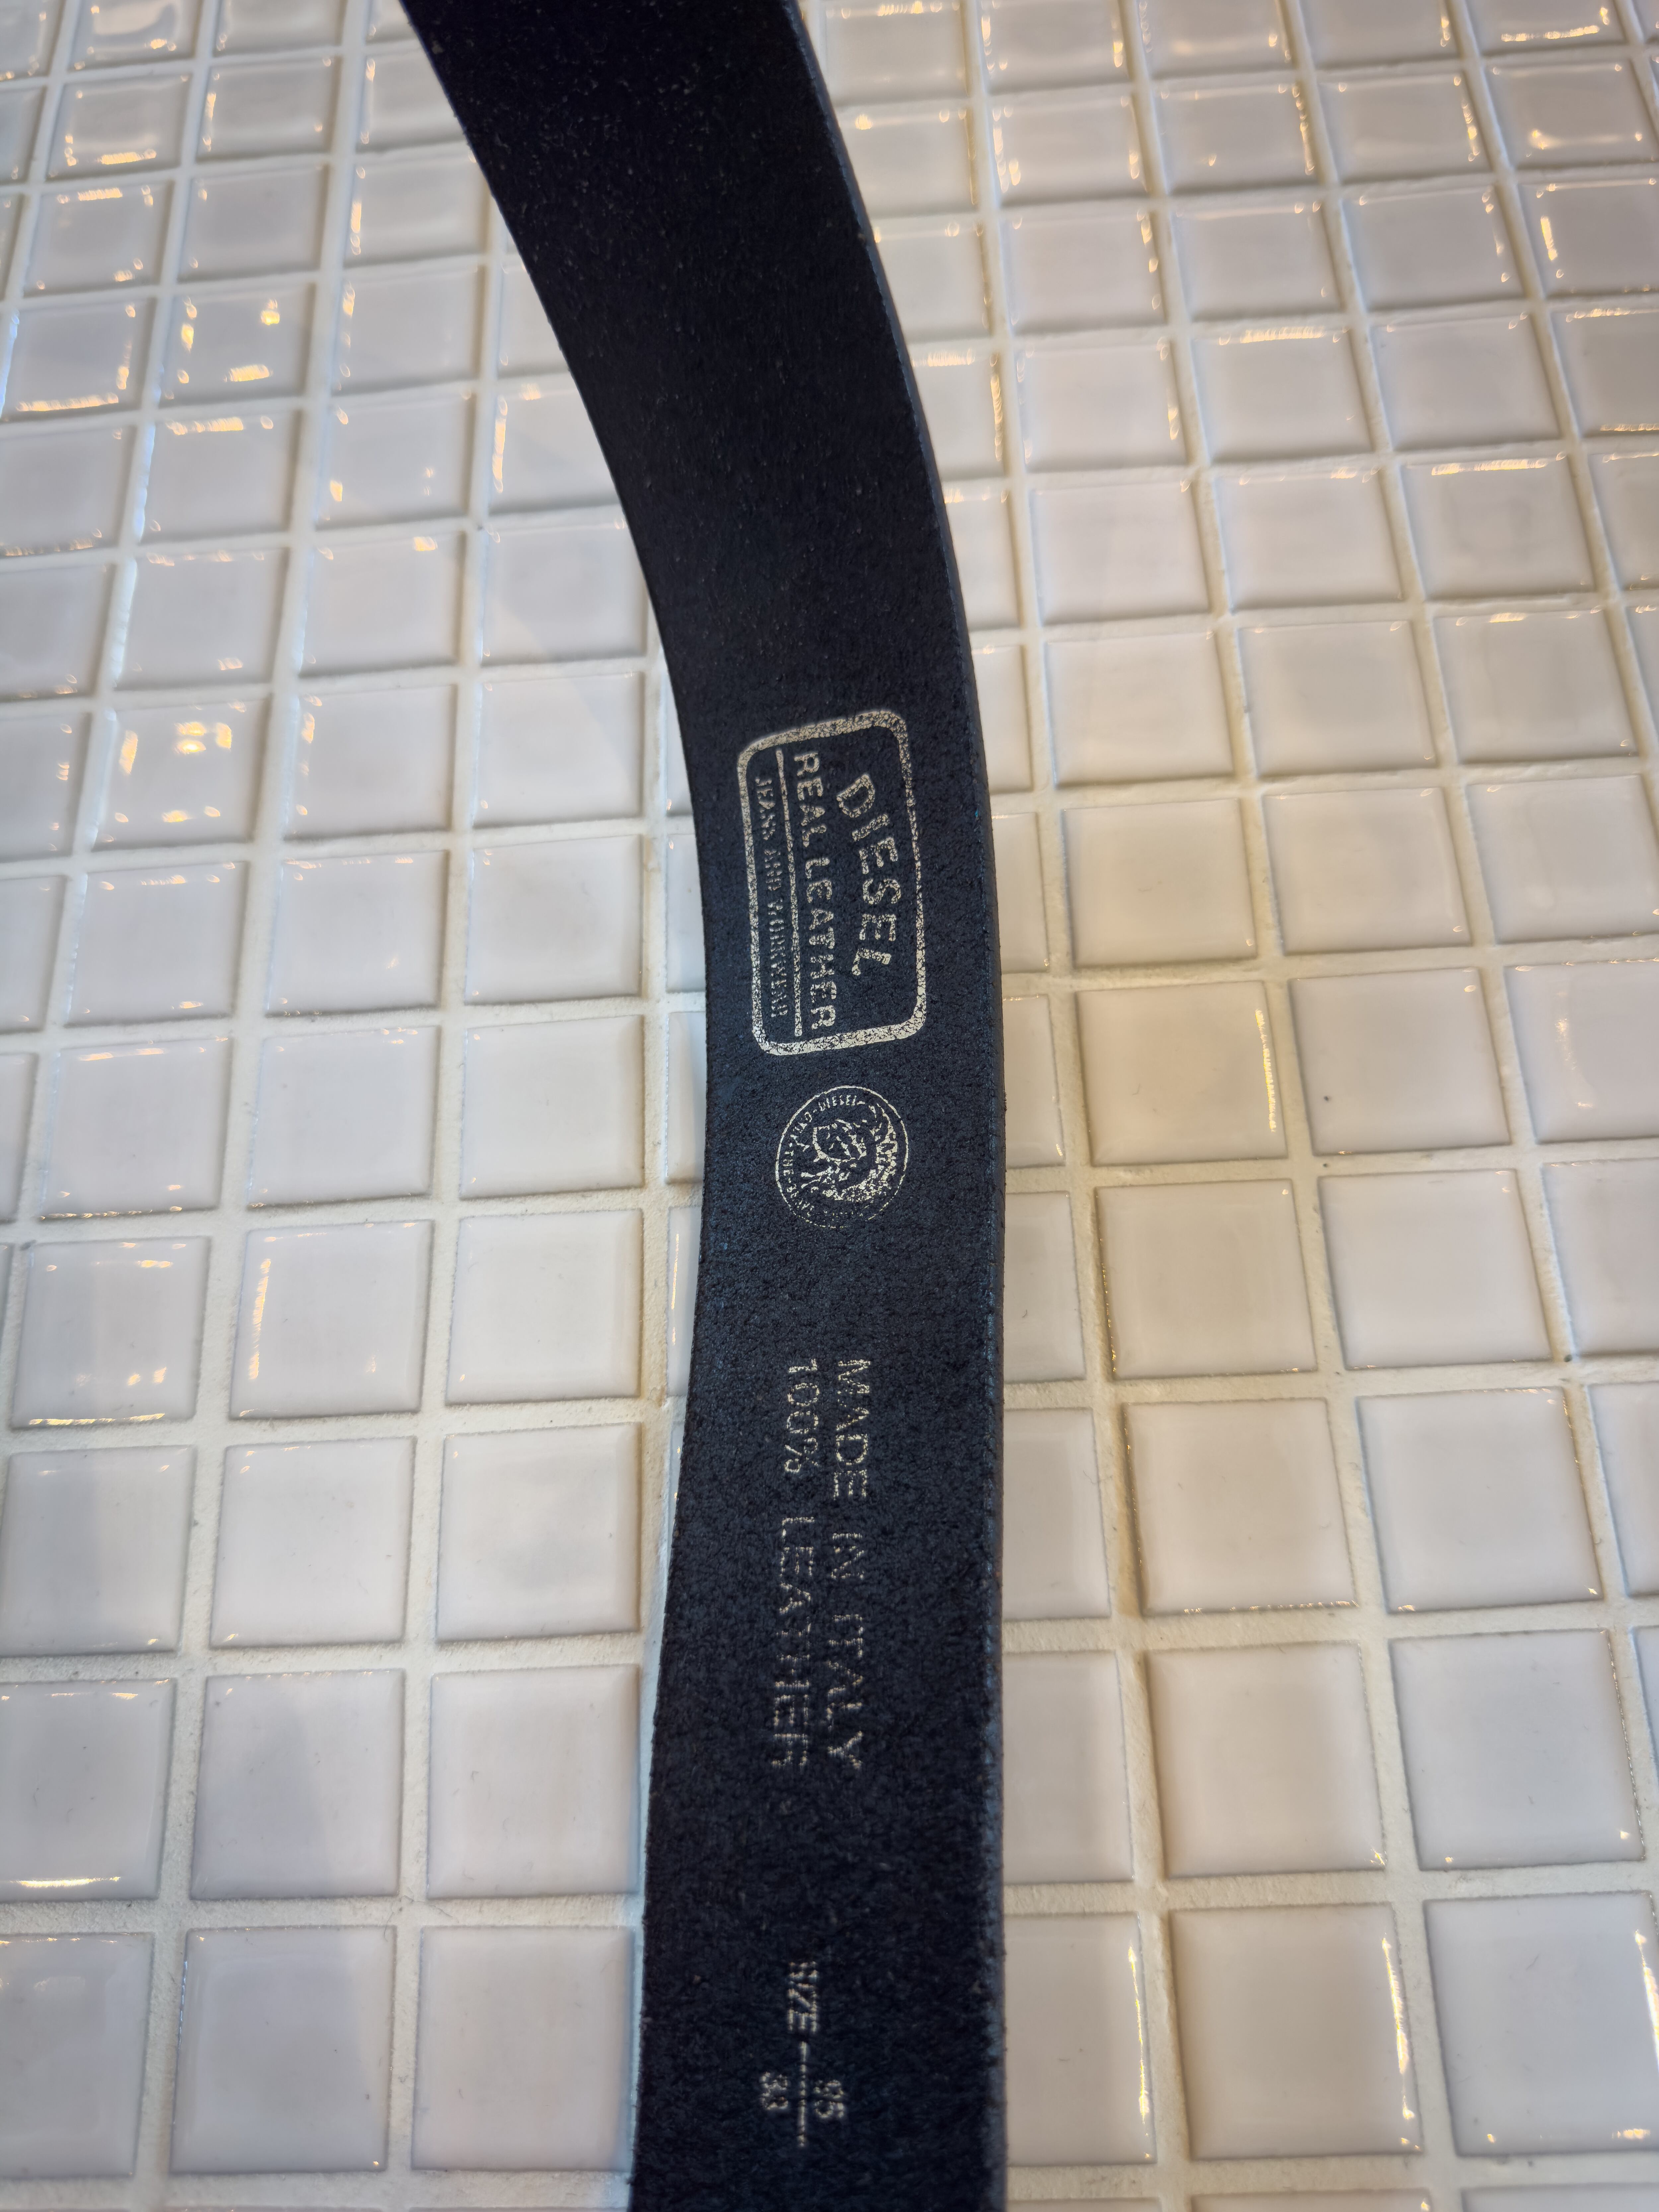 DIESEL
REAL LEATHER
JEANS AND WORKWEAR
DIESEL
MADE IN ITALY
100% LEATHER
SIZE
95
38